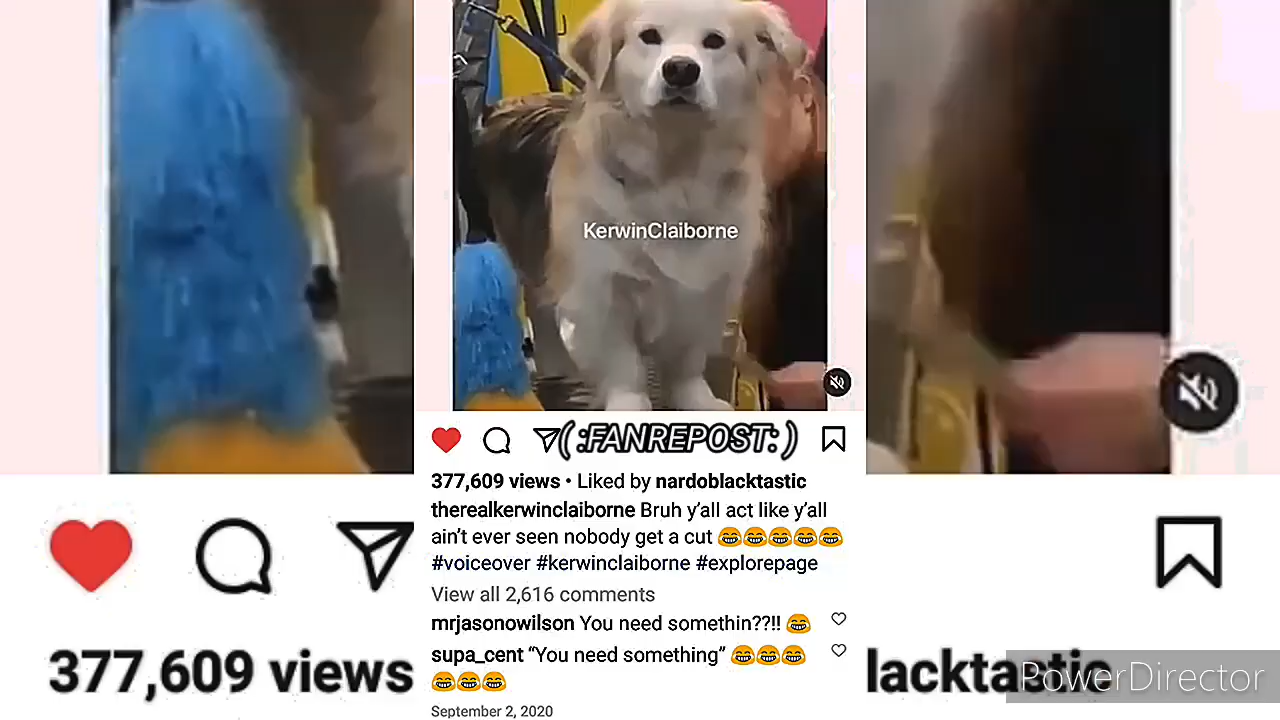 KerwinClaiborne
(:FANREPOST:)
377,609 views • Liked by nardoblacktastic
therealkerwinclaiborne Bruh y’all act like y’all
ain’t ever seen nobody get a cut 😂😂😂😂😂
#voiceover #kerwinclaiborne #explorepage
View all 2,616 comments
mrjasonowilson You need somethin??!! 😂
supa_cent “You need something” 😂😂😂
😂😂😂
September 2, 2020
377,609 views
lacktastic
PowerDirector